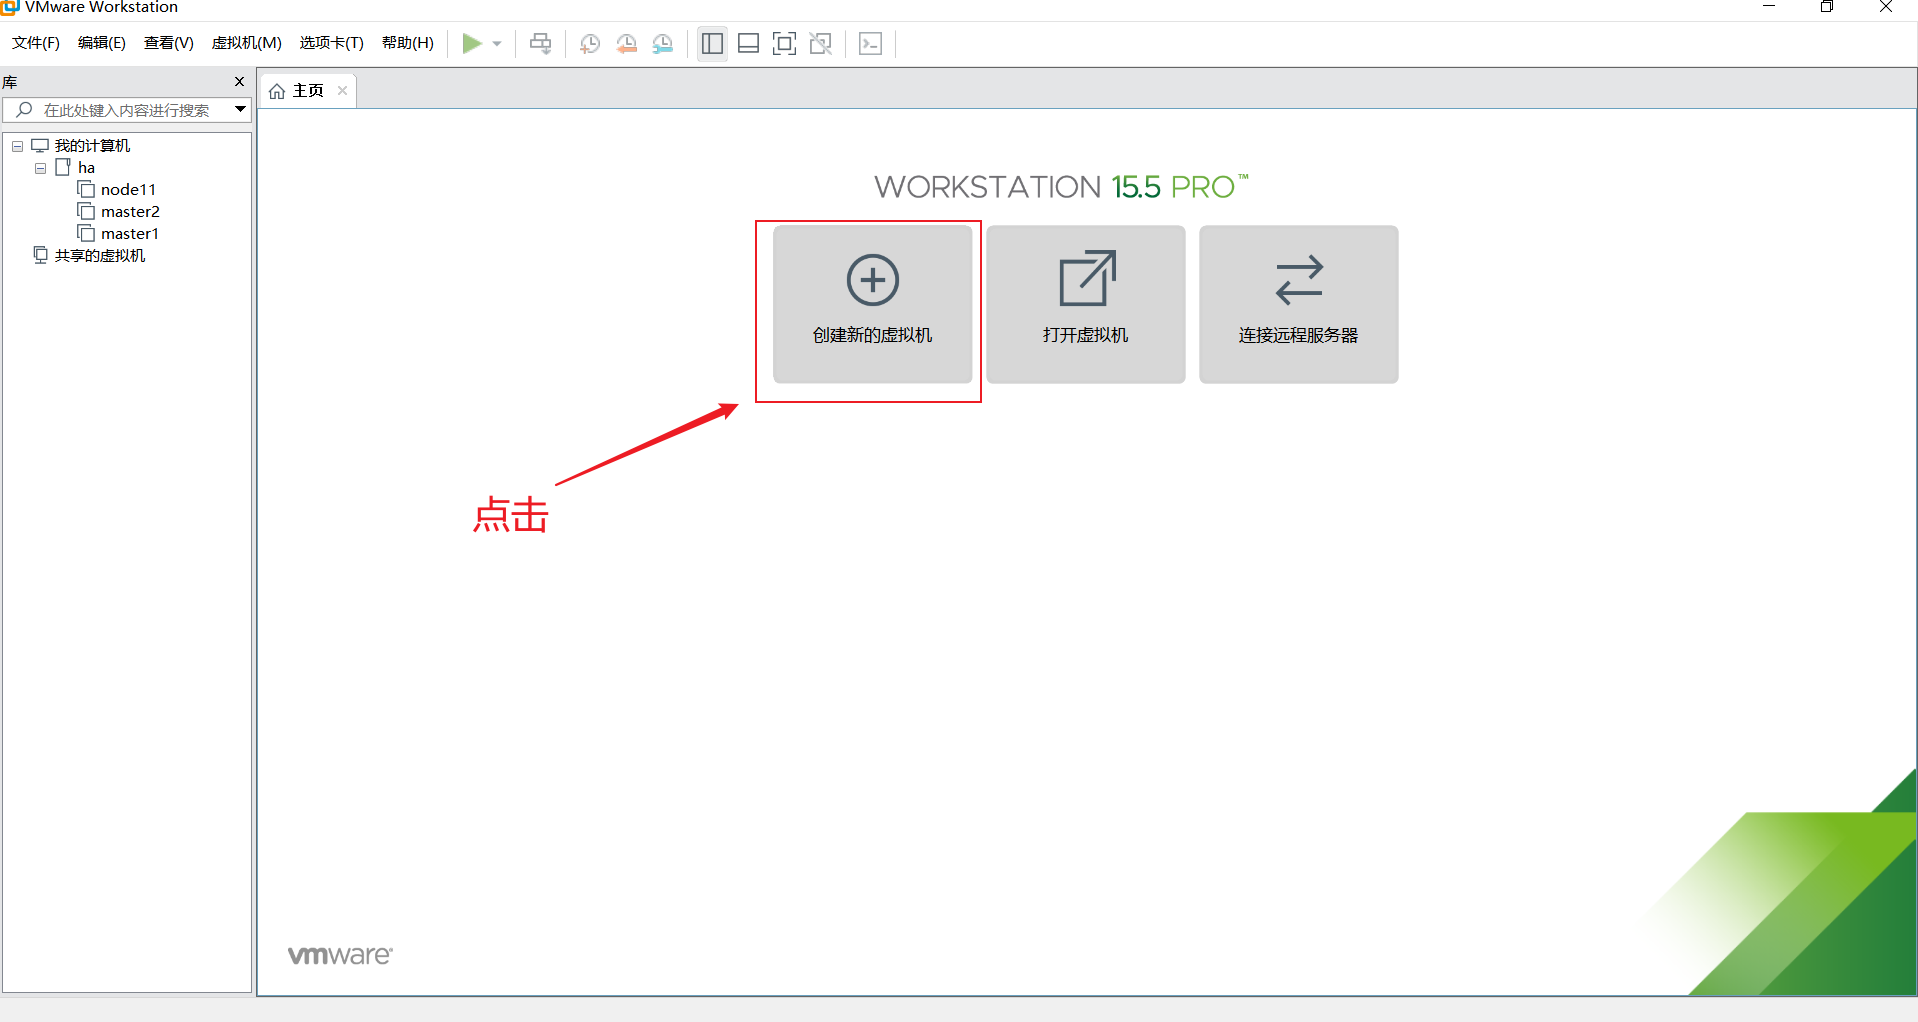 VMware Workstation
文件(F) 编辑(E) 查看(V) 虚拟机(M) 选项卡(T) 帮助(H)
库
主页
在此处键入内容进行搜索
我的计算机
ha
node11
master2
master1
共享的虚拟机
WORKSTATION 15.5 PRO™
创建新的虚拟机
打开虚拟机
连接远程服务器
点击
vmware